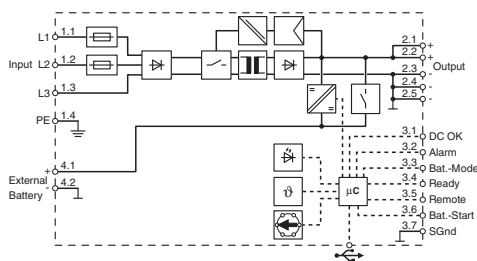 L1 1.1
Input L2 1.2
L3 1.3
PE 1.4
+ 4.1
External
Battery
- 4.2
2.1 +
2.2 +
2.3 -
Output
2.4 -
2.5 -
3.1 DC OK
3.2 Alarm
3.3 Bat.-Mode
3.4 Ready
3.5 Remote
3.6 Bat.-Start
3.7 SGnd
ϑ
µC